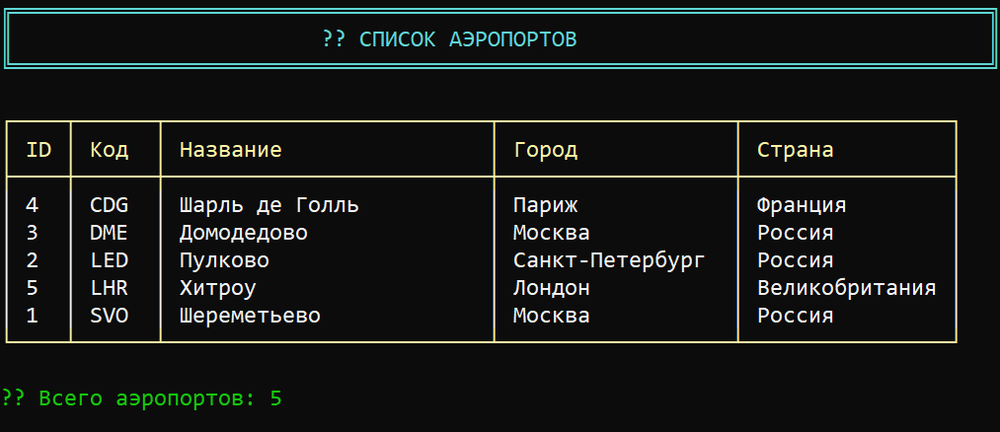 ?? СПИСОК АЭРОПОРТОВ
ID Код Название Город Страна
4 CDG Шарль де Голль Париж Франция
3 DME Домодедово Москва Россия
2 LED Пулково Санкт-Петербург Россия
5 LHR Хитроу Лондон Великобритания
1 SVO Шереметьево Москва Россия
?? Всего аэропортов: 5